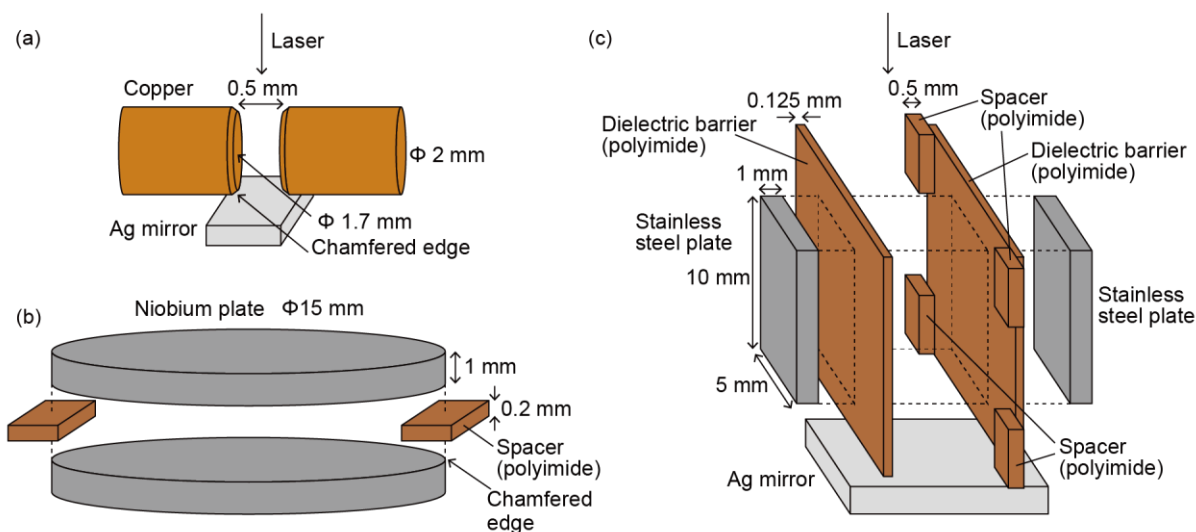 (a)
Laser
0.5 mm
Copper
Φ 2 mm
Φ 1.7 mm
Ag mirror
Chamfered edge
(b)
Niobium plate Φ15 mm
1 mm
0.2 mm
Spacer
(polyimide)
Chamfered
edge
(c)
Laser
0.5 mm
0.125 mm
Spacer
(polyimide)
Dielectric barrier
(polyimide)
Dielectric barrier
(polyimide)
1 mm
Stainless
steel plate
10 mm
Stainless
steel plate
5 mm
Spacer
(polyimide)
Ag mirror